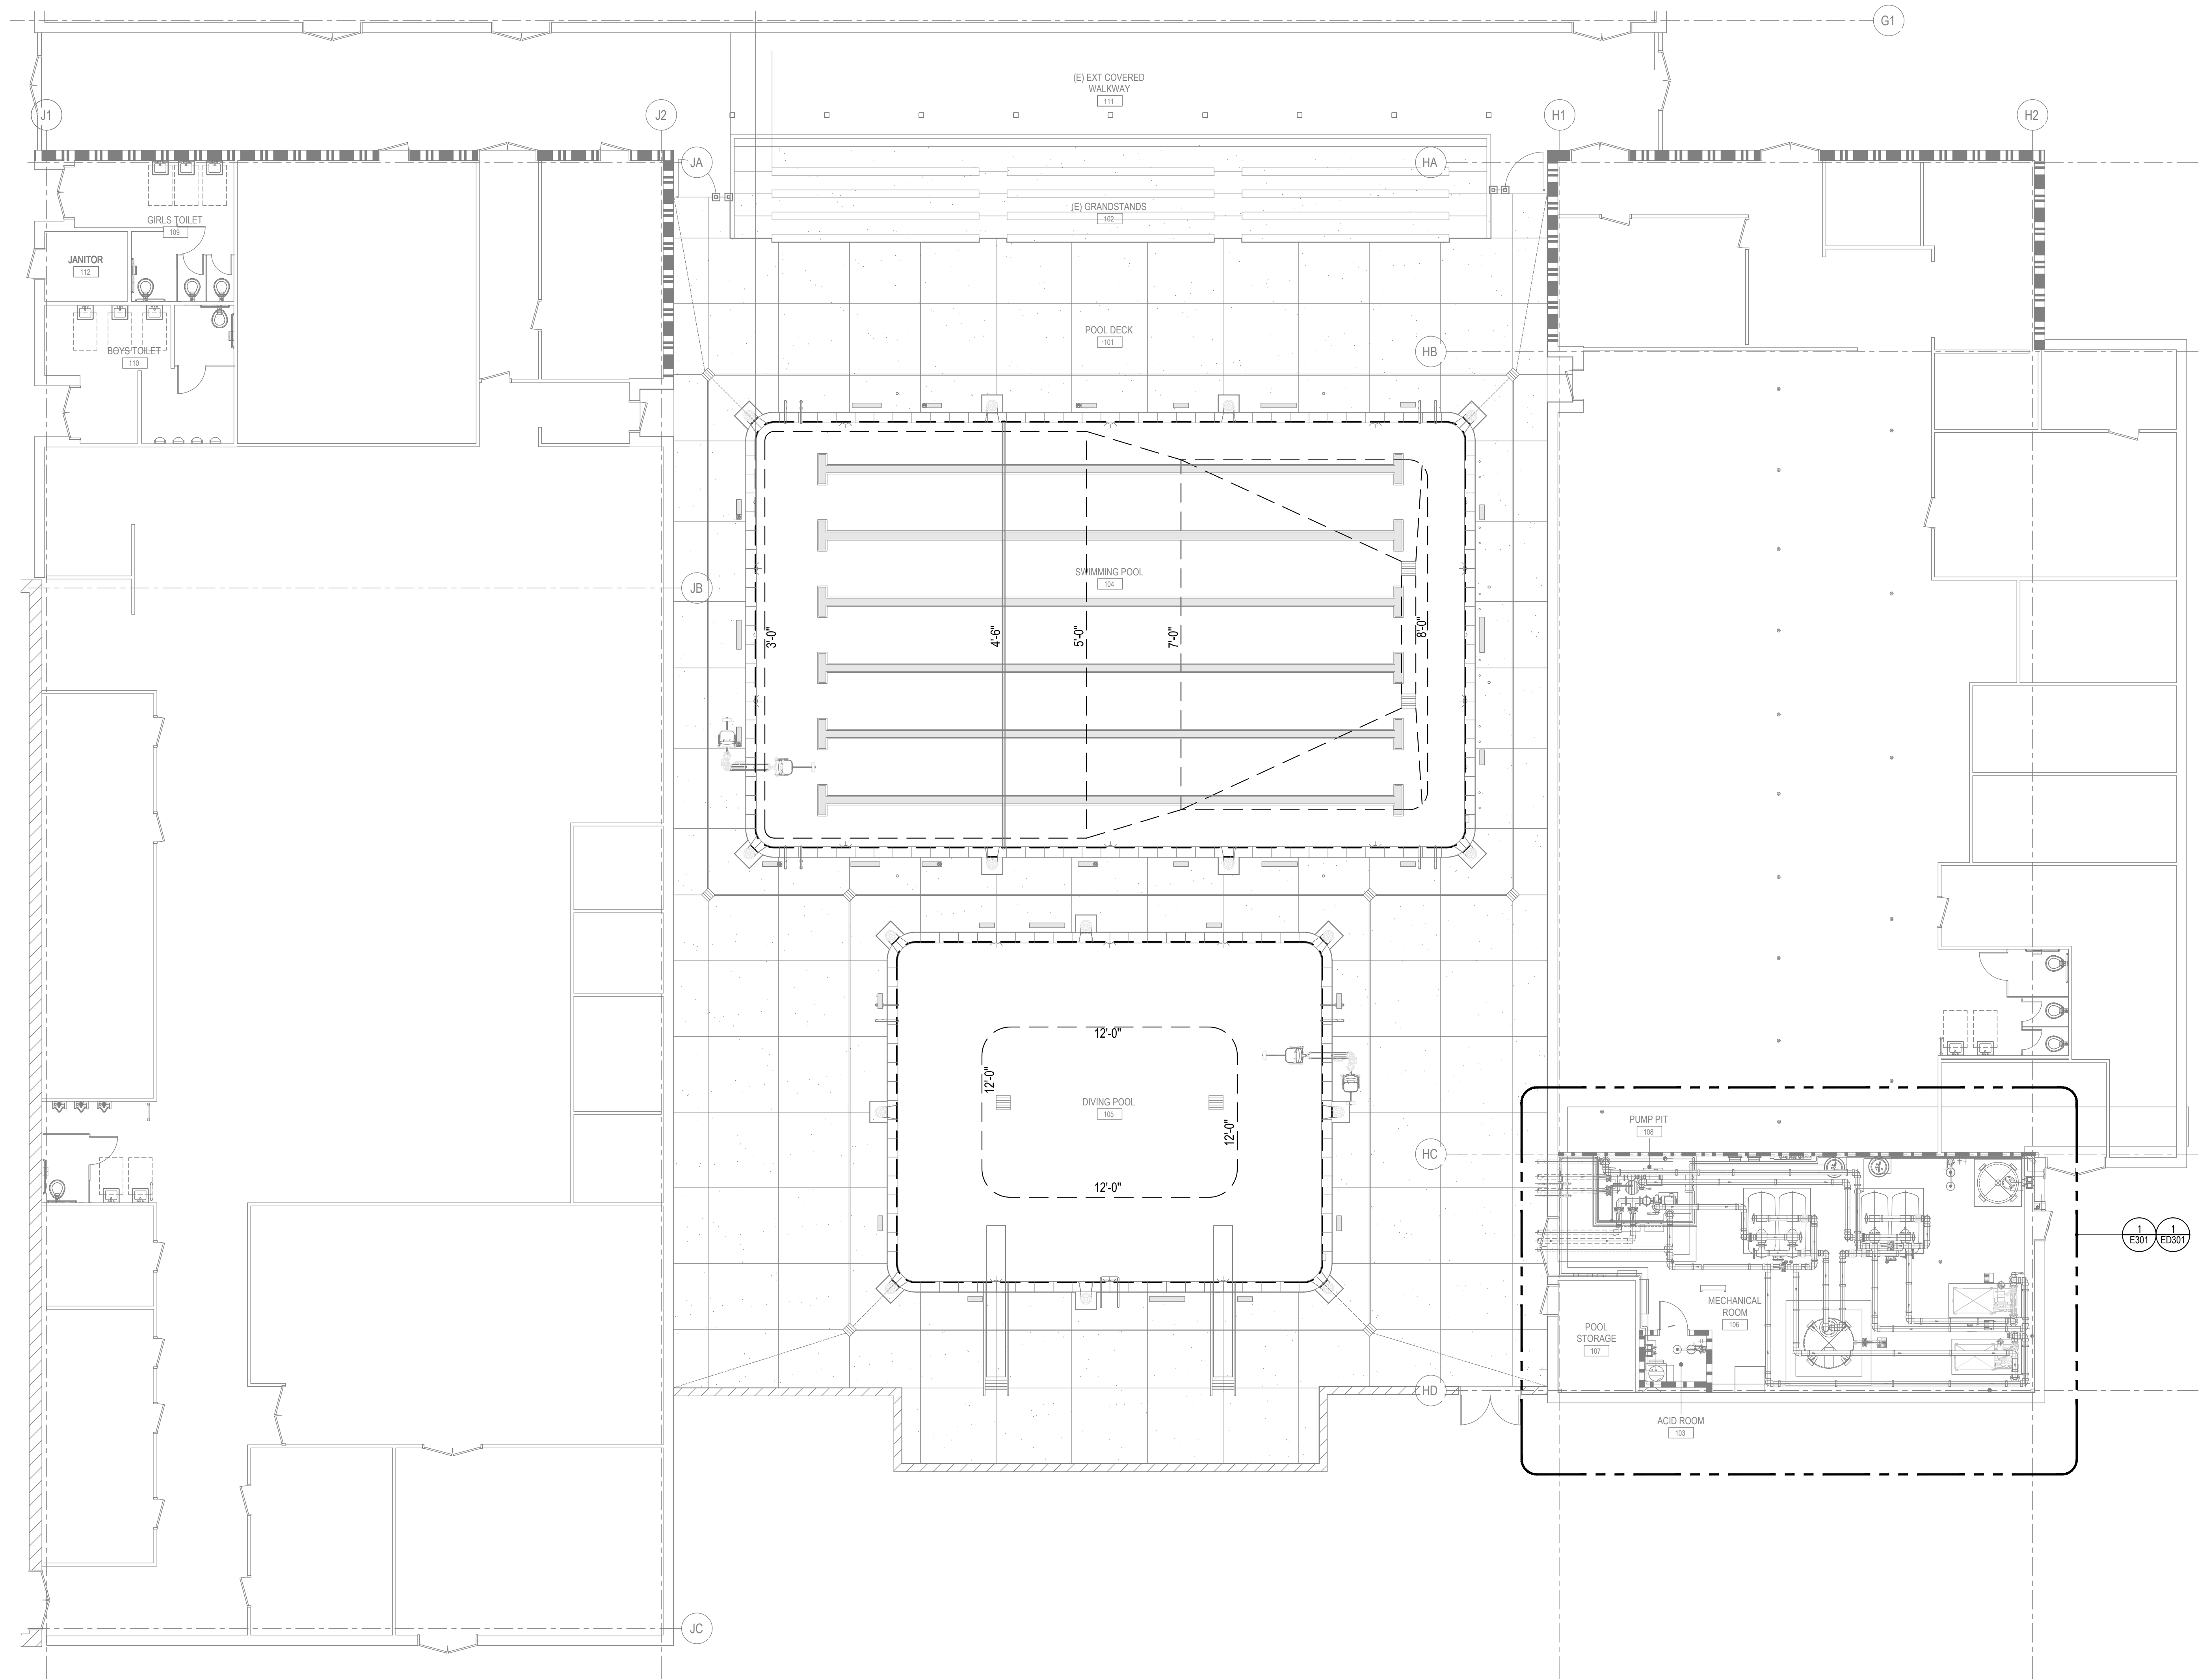 G1
(E) EXT COVERED
WALKWAY
111
J1
J2
H1
H2
JA
HA
(E) GRANDSTANDS
102
GIRLS TOILET
109
JANITOR
112
POOL DECK
101
BOYS TOILET
110
HB
SWIMMING POOL
104
JB
3'-0"
4'-6"
5'-0"
7'-0"
8'-0"
12'-0"
12'-0"
DIVING POOL
105
12'-0"
12'-0"
PUMP PIT
108
HC
1
E301
1
ED301
MECHANICAL
ROOM
106
POOL
STORAGE
107
HD
ACID ROOM
103
JC